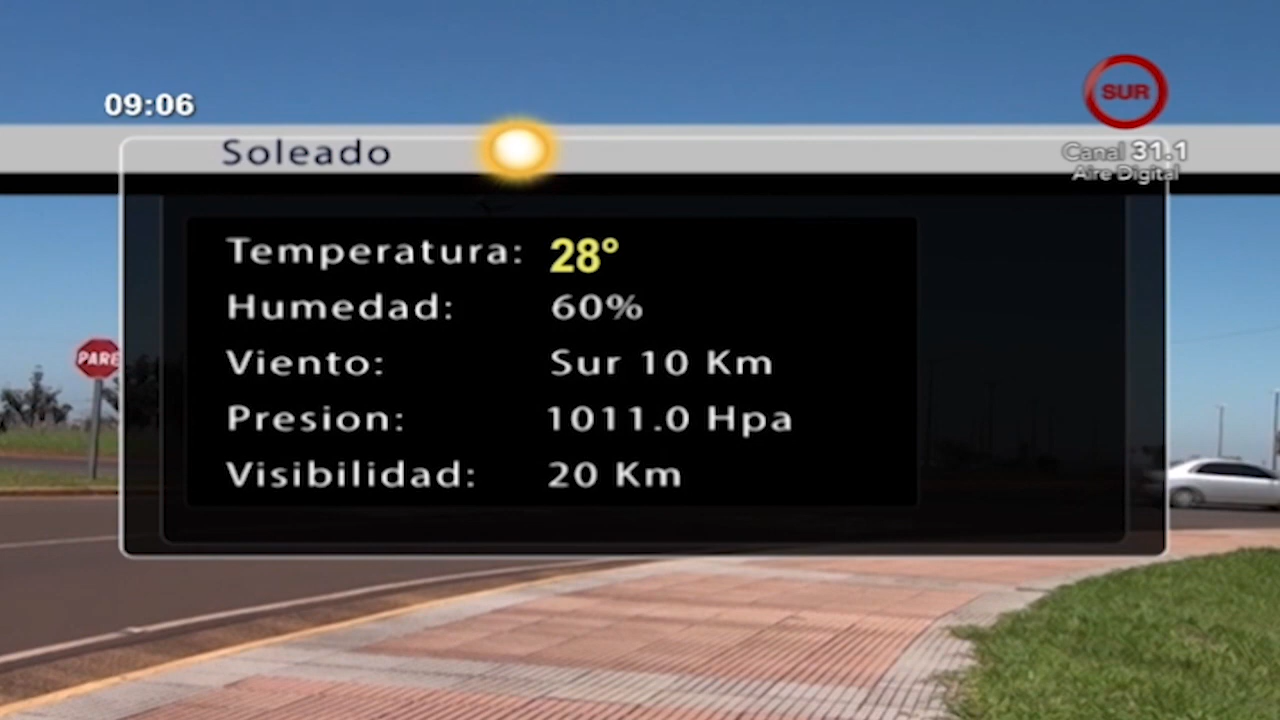 09:06
SUR
Soleado
Canal 31.1
Aire Digital
Temperatura: 28°
Humedad: 60%
Viento: Sur 10 Km
PARE
Presion: 1011.0 Hpa
Visibilidad: 20 Km